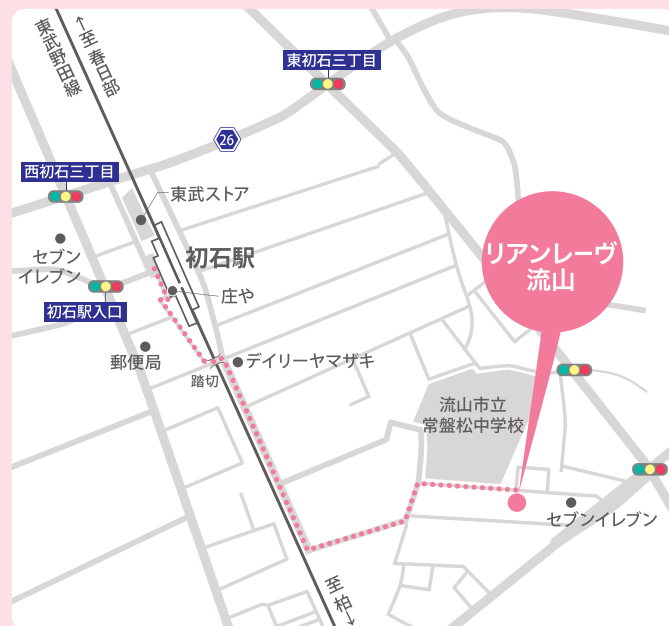 東武野田線
←至春日部
東初石三丁目
26
西初石三丁目
東武ストア
セブン
イレブン
初石駅
庄や
初石駅入口
リアンレーヴ
流山
郵便局
デイリーヤマザキ
踏切
流山市立
常盤松中学校
セブンイレブン
至柏→